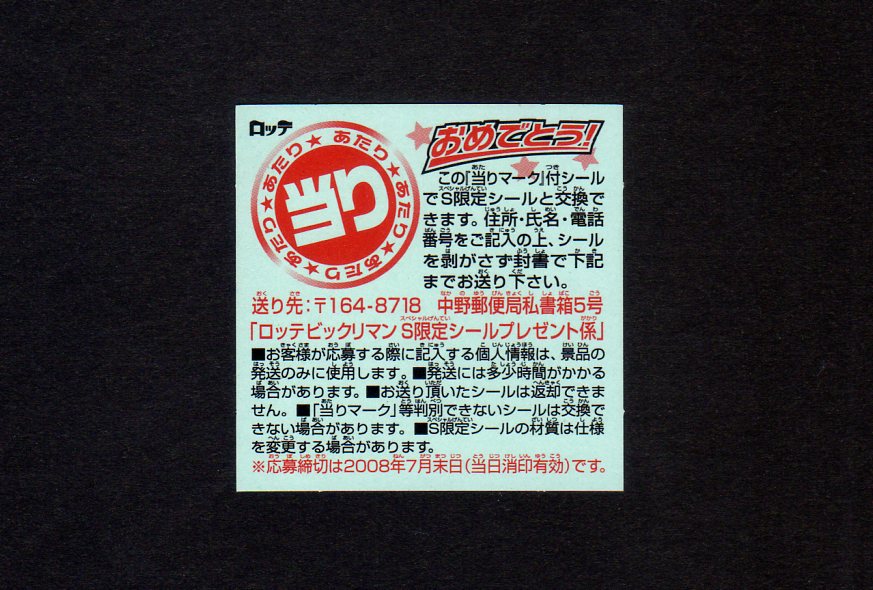 ロッテ
あたり★あたり★あたり★あたり★あたり★
当り
おめでとう!
この『当りマーク』付シール
でS限定シールと交換で
きます。住所・氏名・電話
番号をご記入の上、シール
を剥がさず封書で下記
までお送り下さい。
送り先:〒164-8718 中野郵便局私書箱5号
「ロッテビックリマン S限定シールプレゼント係」
■お客様が応募する際に記入する個人情報は、景品の
発送のみに使用します。■発送には多少時間がかかる
場合があります。■お送り頂いたシールは返却できま
せん。■「当りマーク」等判別できないシールは交換で
きない場合があります。■S限定シールの材質は仕様
を変更する場合があります。
※応募締切は2008年7月末日(当日消印有効)です。